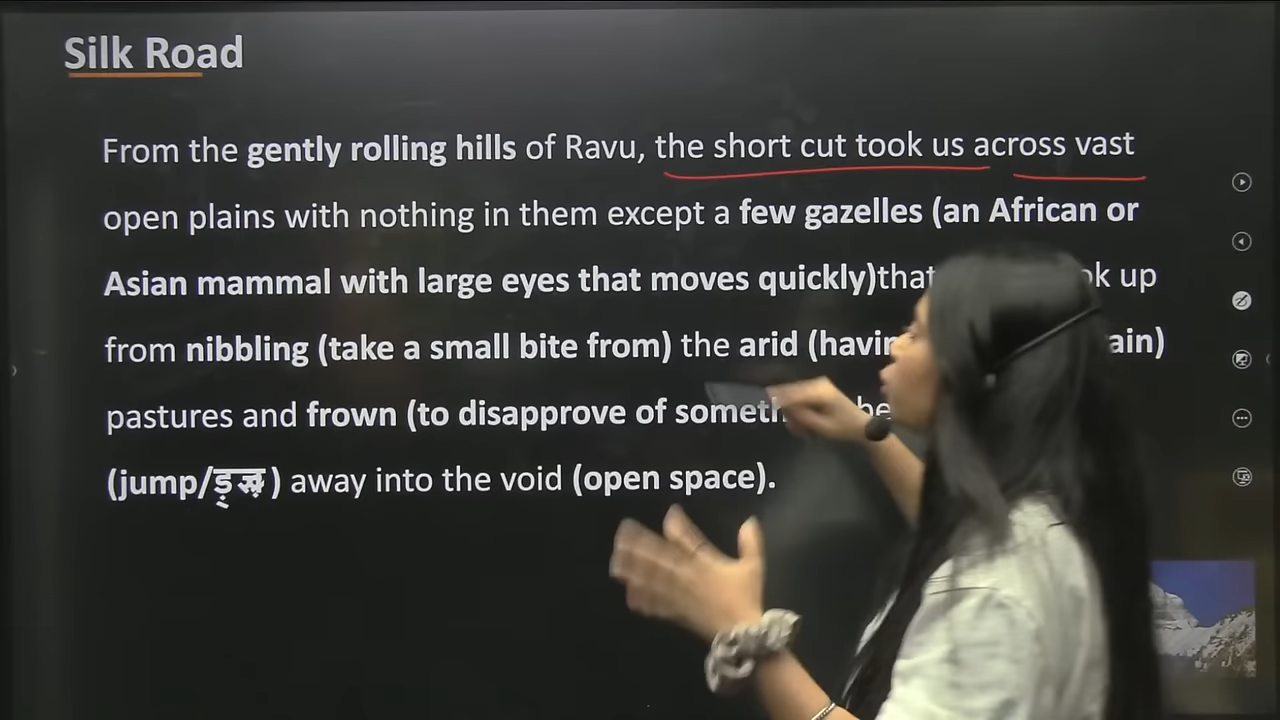 Silk Road
From the gently rolling hills of Ravu, the short cut took us across vast
open plains with nothing in them except a few gazelles (an African or
Asian mammal with large eyes that moves quickly)that up
from nibbling (take a small bite from) the arid
pastures and frown (to disapprove of
(jump/ ) away into the void (open space).